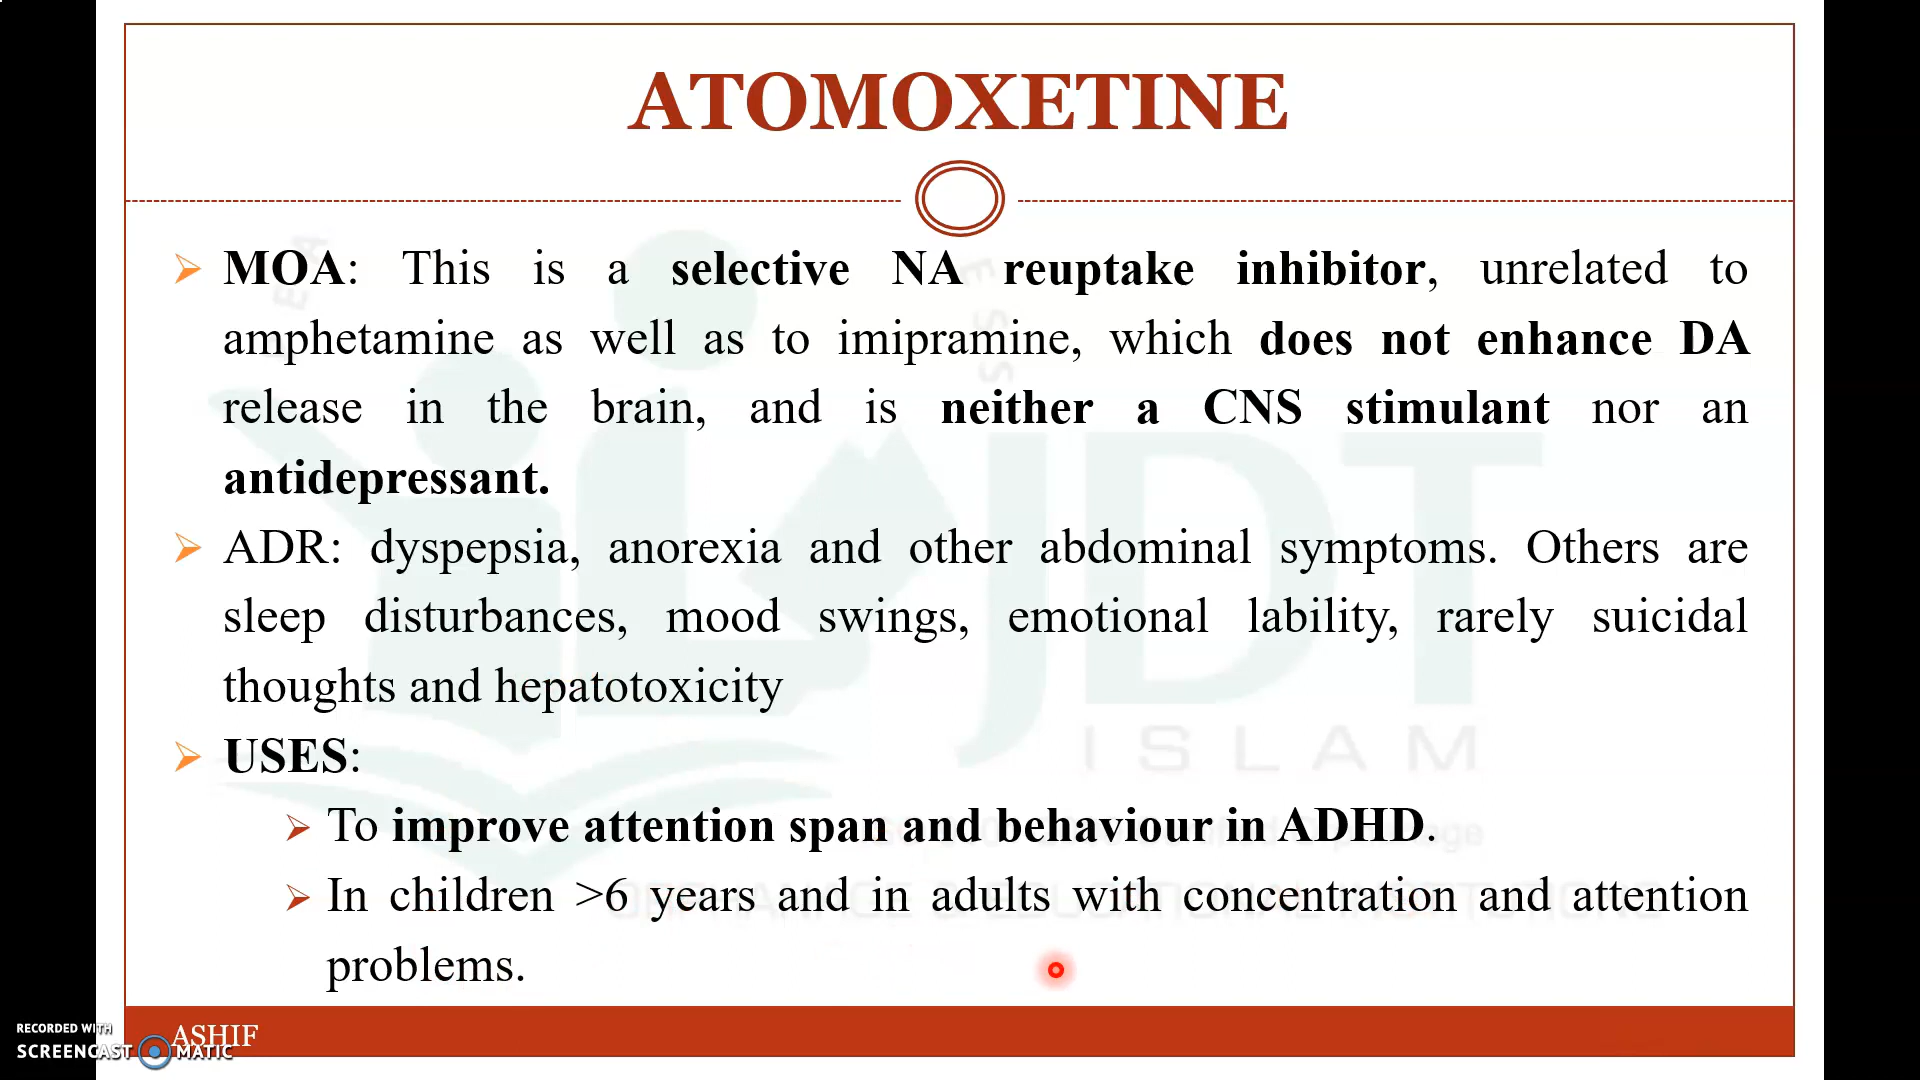 ATOMOXETINE
MOA: This is a selective NA reuptake inhibitor, unrelated to
amphetamine as well as to imipramine, which does not enhance DA
release in the brain, and is neither a CNS stimulant nor an
antidepressant.
ADR: dyspepsia, anorexia and other abdominal symptoms. Others are
sleep disturbances, mood swings, emotional lability, rarely suicidal
thoughts and hepatotoxicity
USES:
To improve attention span and behaviour in ADHD.
In children >6 years and in adults with concentration and attention
problems.
JDT
ISLAM
ASHIF
RECORDED WITH
SCREENCAST MATIC